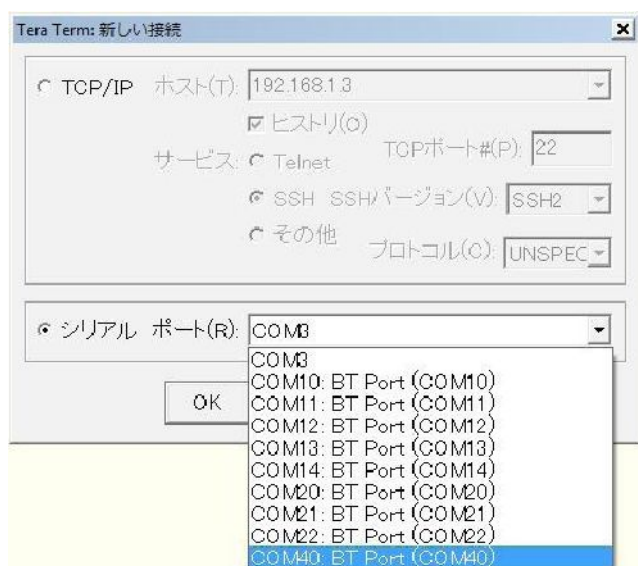 Tera Term: 新しい接続
TCP/IP ホスト(T): 192.168.1.3
ヒストリ(O)
サービス: Telnet TCPポート#(P): 22
SSH SSHバージョン(V): SSH2
その他 プロトコル(C): UNSPEC
シリアル ポート(R): COM3
COM3
COM10: BT Port (COM10)
OK COM11: BT Port (COM11)
COM12: BT Port (COM12)
COM13: BT Port (COM13)
COM14: BT Port (COM14)
COM20: BT Port (COM20)
COM21: BT Port (COM21)
COM22: BT Port (COM22)
COM40: BT Port (COM40)